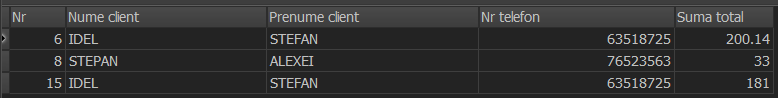 Nr Nume client Prenume client Nr telefon Suma total
6 IDEL STEFAN 63518725 200.14
8 STEPAN ALEXEI 76523563 33
15 IDEL STEFAN 63518725 181